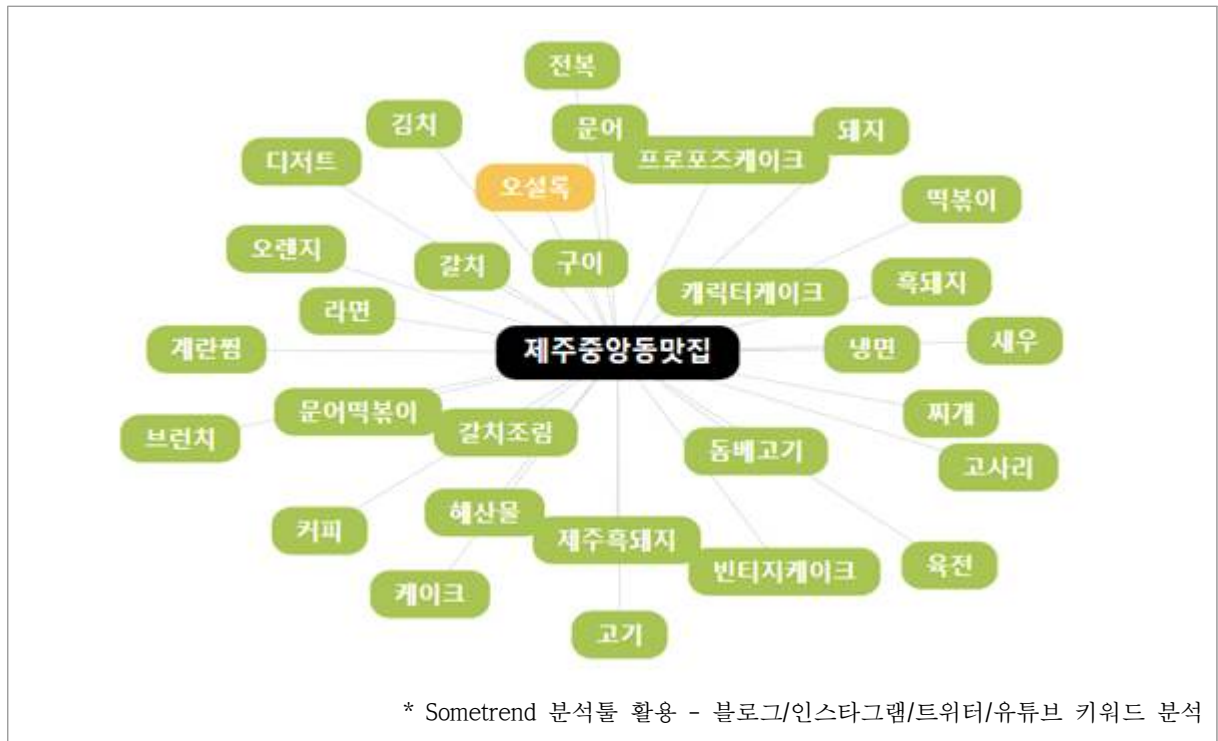 전복
김치
문어
돼지
디저트
프로포즈케이크
오설록
떡볶이
오렌지
갈치
구이
캐릭터케이크
흑돼지
라면
계란찜
제주중앙동맛집
냉면
새우
문어떡볶이
찌개
브런치
갈치조림
돔베고기
고사리
커피
해산물
제주흑돼지
빈티지케이크
육전
케이크
고기
* Sometrend 분석툴 활용 - 블로그/인스타그램/트위터/유튜브 키워드 분석